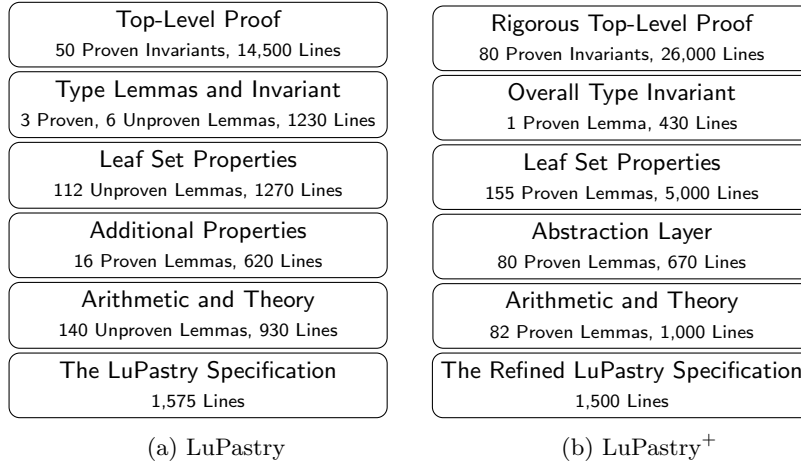 Top-Level Proof
50 Proven Invariants, 14,500 Lines
Type Lemmas and Invariant
3 Proven, 6 Unproven Lemmas, 1230 Lines
Leaf Set Properties
112 Unproven Lemmas, 1270 Lines
Additional Properties
16 Proven Lemmas, 620 Lines
Arithmetic and Theory
140 Unproven Lemmas, 930 Lines
The LuPastry Specification
1,575 Lines
(a) LuPastry
Rigorous Top-Level Proof
80 Proven Invariants, 26,000 Lines
Overall Type Invariant
1 Proven Lemma, 430 Lines
Leaf Set Properties
155 Proven Lemmas, 5,000 Lines
Abstraction Layer
80 Proven Lemmas, 670 Lines
Arithmetic and Theory
82 Proven Lemmas, 1,000 Lines
The Refined LuPastry Specification
1,500 Lines
(b) LuPastry⁺